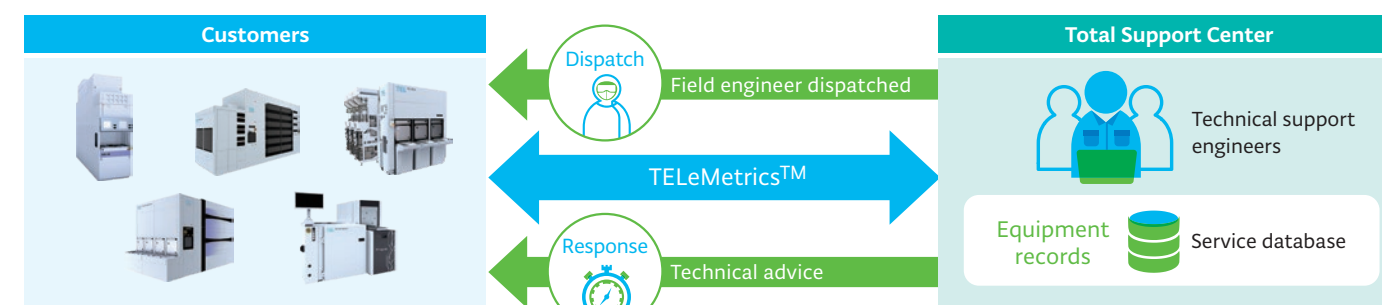 Customers
Total Support Center
Dispatch
Field engineer dispatched
Technical support
engineers
TELeMetrics™
Equipment
records
Service database
Response
Technical advice